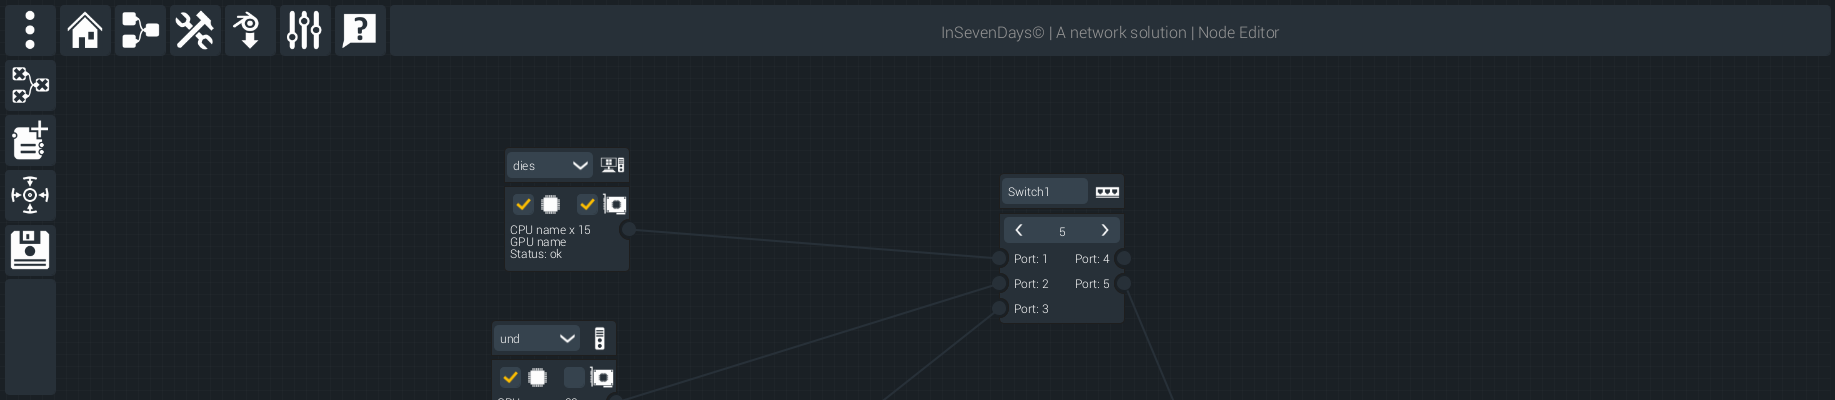 InSevenDays© | A network solution | Node Editor
dies
CPU name x 15
GPU name
Status: ok
Switch1
5
Port: 1 Port: 4
Port: 2 Port: 5
Port: 3
und